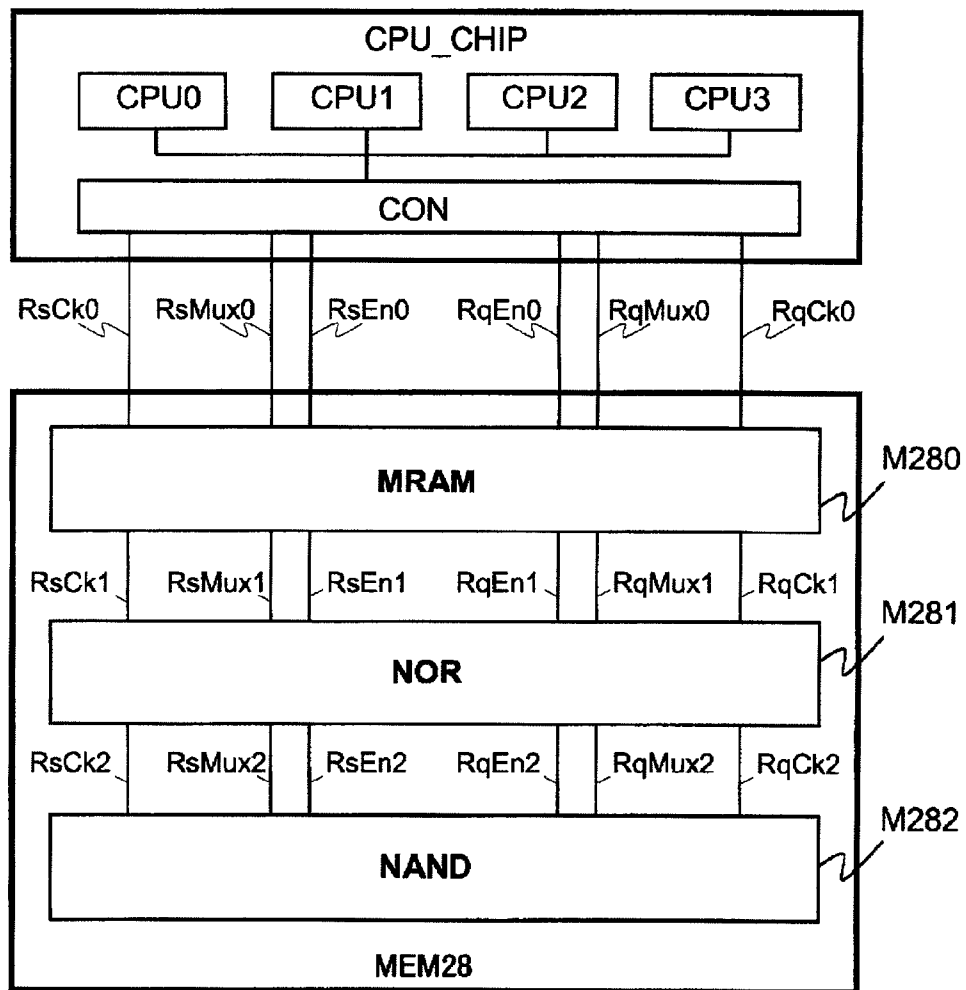 CPU_CHIP
CPU0 CPU1 CPU2 CPU3
CON
RsCk0 RsMux0 RsEn0 RqEn0 RqMux0 RqCk0
MRAM
M280
RsCk1 RsMux1 RsEn1 RqEn1 RqMux1 RqCk1
M281
NOR
RsCk2 RsMux2 RsEn2 RqEn2 RqMux2 RqCk2
M282
NAND
MEM28